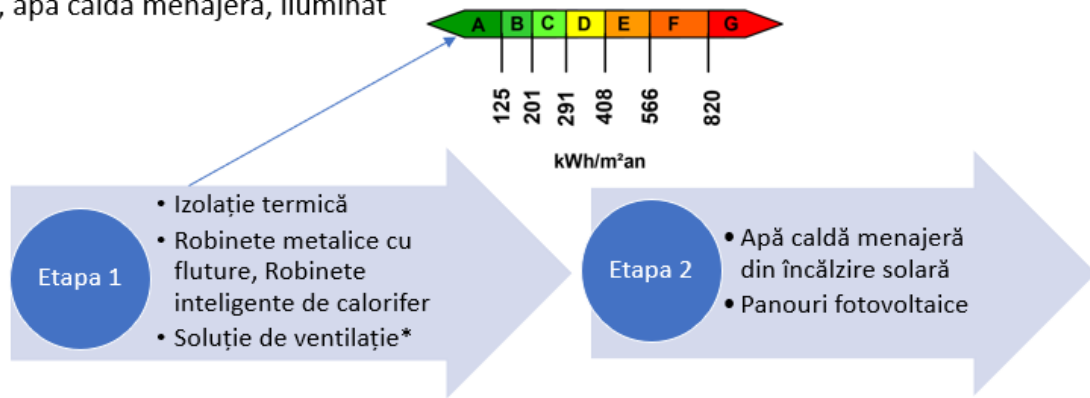 , apă caldă menajeră, iluminat
A B C D E F G
125 201 291 408 566 820
kWh/m²an
Etapa 1
• Izolație termică
• Robinete metalice cu
fluture, Robinete
inteligente de calorifer
• Soluție de ventilație*
Etapa 2
• Apă caldă menajeră
din încălzire solară
• Panouri fotovoltaice